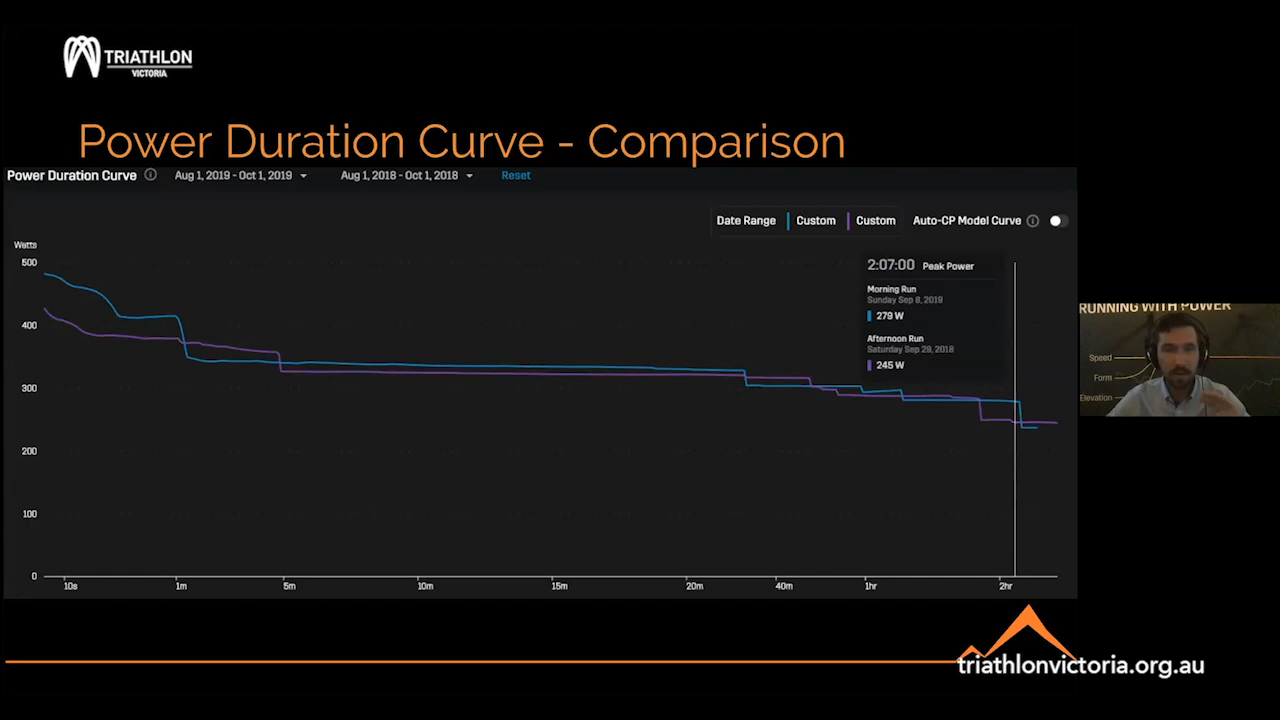 TRIATHLON
VICTORIA
Power Duration Curve - Comparison
Power Duration Curve Aug 1, 2019 - Oct 1, 2019 Aug 1, 2018 - Oct 1, 2018 Reset
Date Range Custom Custom Auto-CP Model Curve
Watts
500
400
300
200
100
0
2:07:00 Peak Power
Morning Run
Sunday Sep 8, 2019
279 W
Afternoon Run
Saturday Sep 29, 2018
245 W
10s 1m 5m 10m 15m 20m 40m 1hr 2hr
RUNNING WITH POWER
Speed
Form
Elevation
triathlonvictoria.org.au